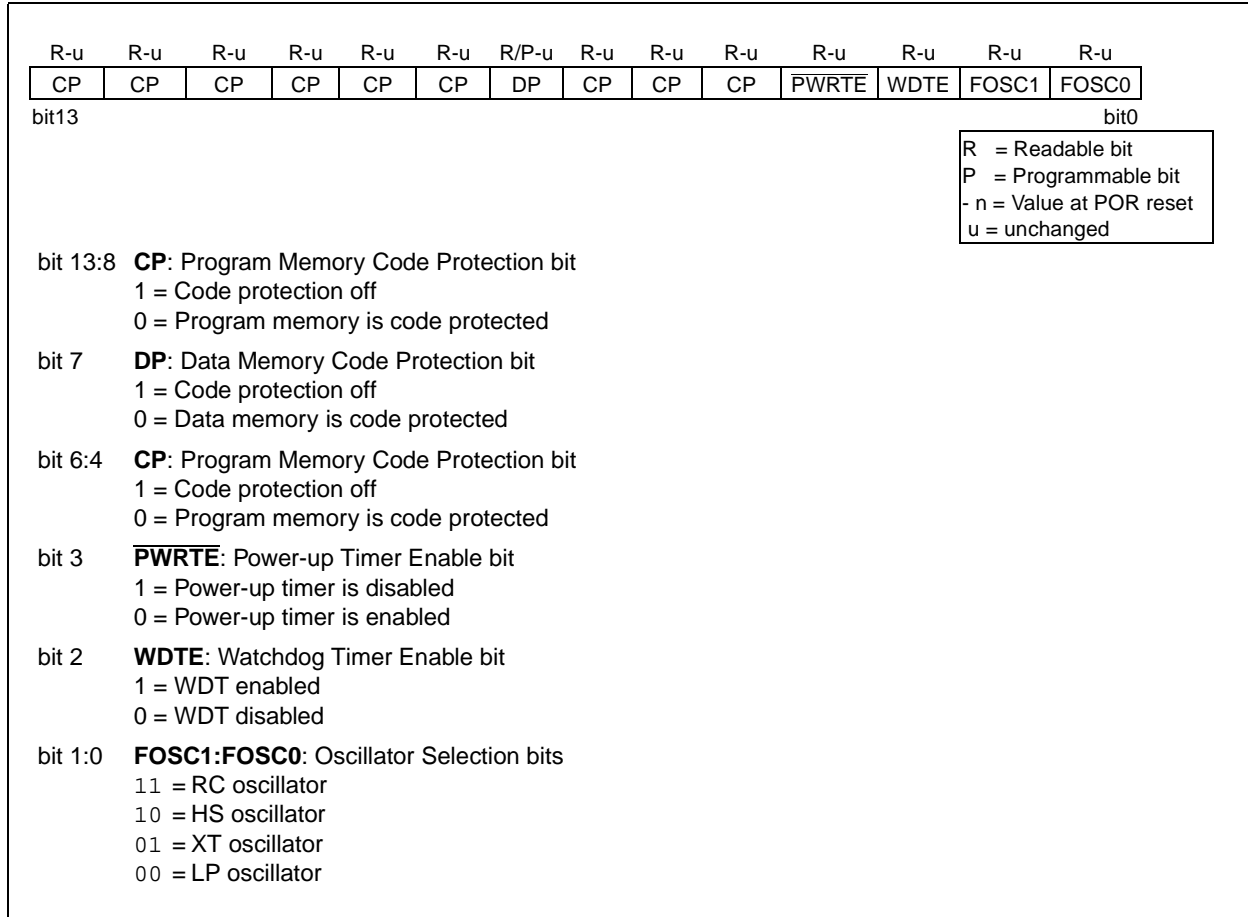 R-u R-u R-u R-u R-u R-u R/P-u R-u R-u R-u R-u R-u R-u R-u
CP CP CP CP CP CP DP CP CP CP PWRTE WDTE FOSC1 FOSC0
bit13 bit0
R = Readable bit
P = Programmable bit
- n = Value at POR reset
u = unchanged
bit 13:8 CP: Program Memory Code Protection bit
1 = Code protection off
0 = Program memory is code protected
bit 7 DP: Data Memory Code Protection bit
1 = Code protection off
0 = Data memory is code protected
bit 6:4 CP: Program Memory Code Protection bit
1 = Code protection off
0 = Program memory is code protected
bit 3 PWRTE: Power-up Timer Enable bit
1 = Power-up timer is disabled
0 = Power-up timer is enabled
bit 2 WDTE: Watchdog Timer Enable bit
1 = WDT enabled
0 = WDT disabled
bit 1:0 FOSC1:FOSC0: Oscillator Selection bits
11 = RC oscillator
10 = HS oscillator
01 = XT oscillator
00 = LP oscillator